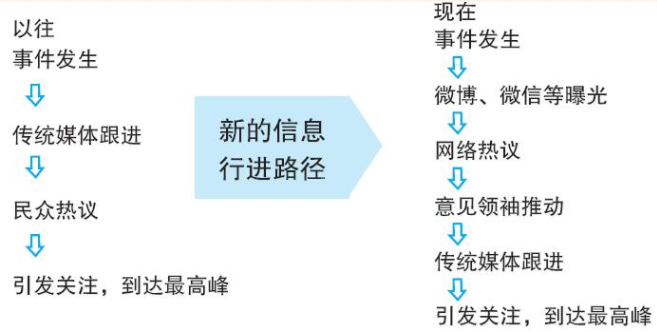 以往
事件发生
传统媒体跟进
民众热议
引发关注，到达最高峰
新的信息
行进路径
现在
事件发生
微博、微信等曝光
网络热议
意见领袖推动
传统媒体跟进
引发关注，到达最高峰